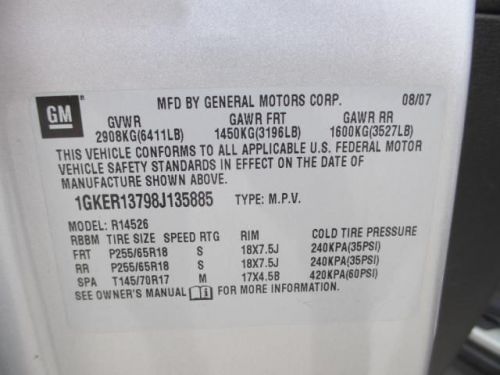 GM
MFD BY GENERAL MOTORS CORP. 08/07
GVWR GAWR FRT GAWR RR
2908KG(6411LB) 1450KG(3196LB) 1600KG(3527LB)
THIS VEHICLE CONFORMS TO ALL APPLICABLE U.S. FEDERAL MOTOR
VEHICLE SAFETY STANDARDS IN EFFECT ON THE DATE OF
MANUFACTURE SHOWN ABOVE.
1GKER13798J135885 TYPE: M.P.V.
MODEL: R14526
RBBM TIRE SIZE SPEED RTG RIM COLD TIRE PRESSURE
FRT P255/65R18 S 18X7.5J 240KPA(35PSI)
RR P255/65R18 S 18X7.5J 240KPA(35PSI)
SPA T145/70R17 M 17X4.5B 420KPA(60PSI)
SEE OWNER'S MANUAL FOR MORE INFORMATION.